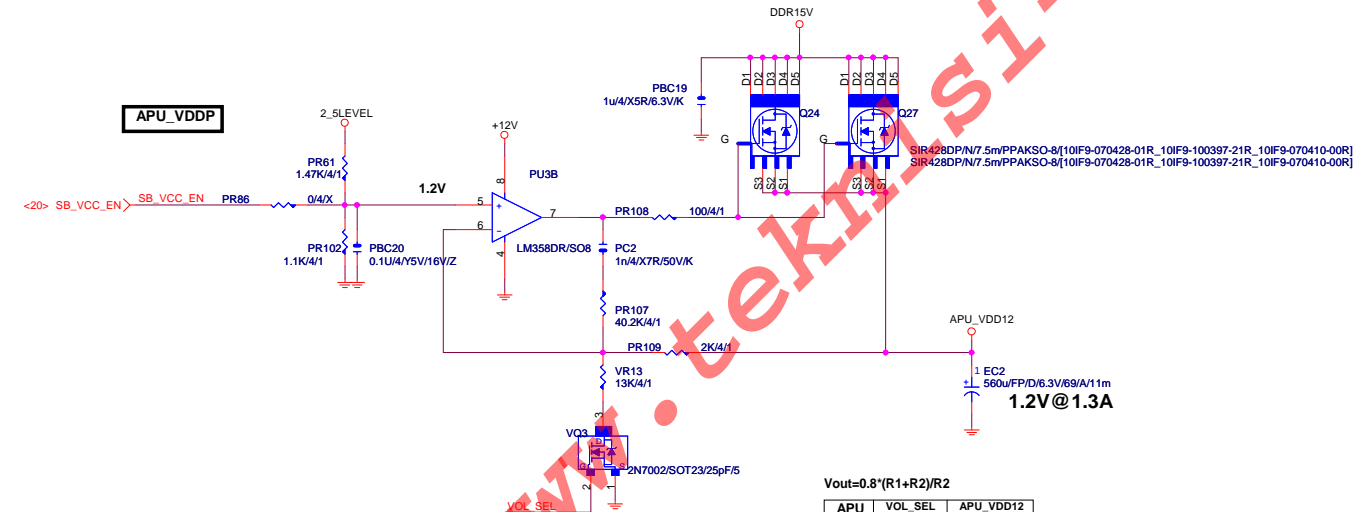 DDR15V
D1
D2
D3
D4
D5
D1
D2
D3
D4
D5
PBC19
1u/4/X5R/6.3V/K
Q24
Q27
G
G
APU_VDDP
2_5LEVEL
+12V
SIR428DP/N/7.5m/PPAKSO-8/[10IF9-070428-01R_10IF9-100397-21R_10IF9-070410-00R]
SIR428DP/N/7.5m/PPAKSO-8/[10IF9-070428-01R_10IF9-100397-21R_10IF9-070410-00R]
PR61
1.47K/4/1
S3
S2
S1
S3
S2
S1
8
PU3B
1.2V
<20> SB_VCC_EN
SB_VCC_EN
PR86
0/4/X
5
+
6
-
7
4
PR108
100/4/1
PR102
1.1K/4/1
PBC20
0.1U/4/Y5V/16V/Z
LM358DR/SO8
PC2
1n/4/X7R/50V/K
PR107
40.2K/4/1
APU_VDD12
PR109
2K/4/1
VR13
13K/4/1
1
EC2
+
560u/FP/D/6.3V/69/A/11m
1.2V@1.3A
3
VQ3
D
G
S
2N7002/SOT23/25pF/5
2
1
VOL_SEL
Vout=0.8*(R1+R2)/R2
APU VOL_SEL APU_VDD12
ww.teknisi